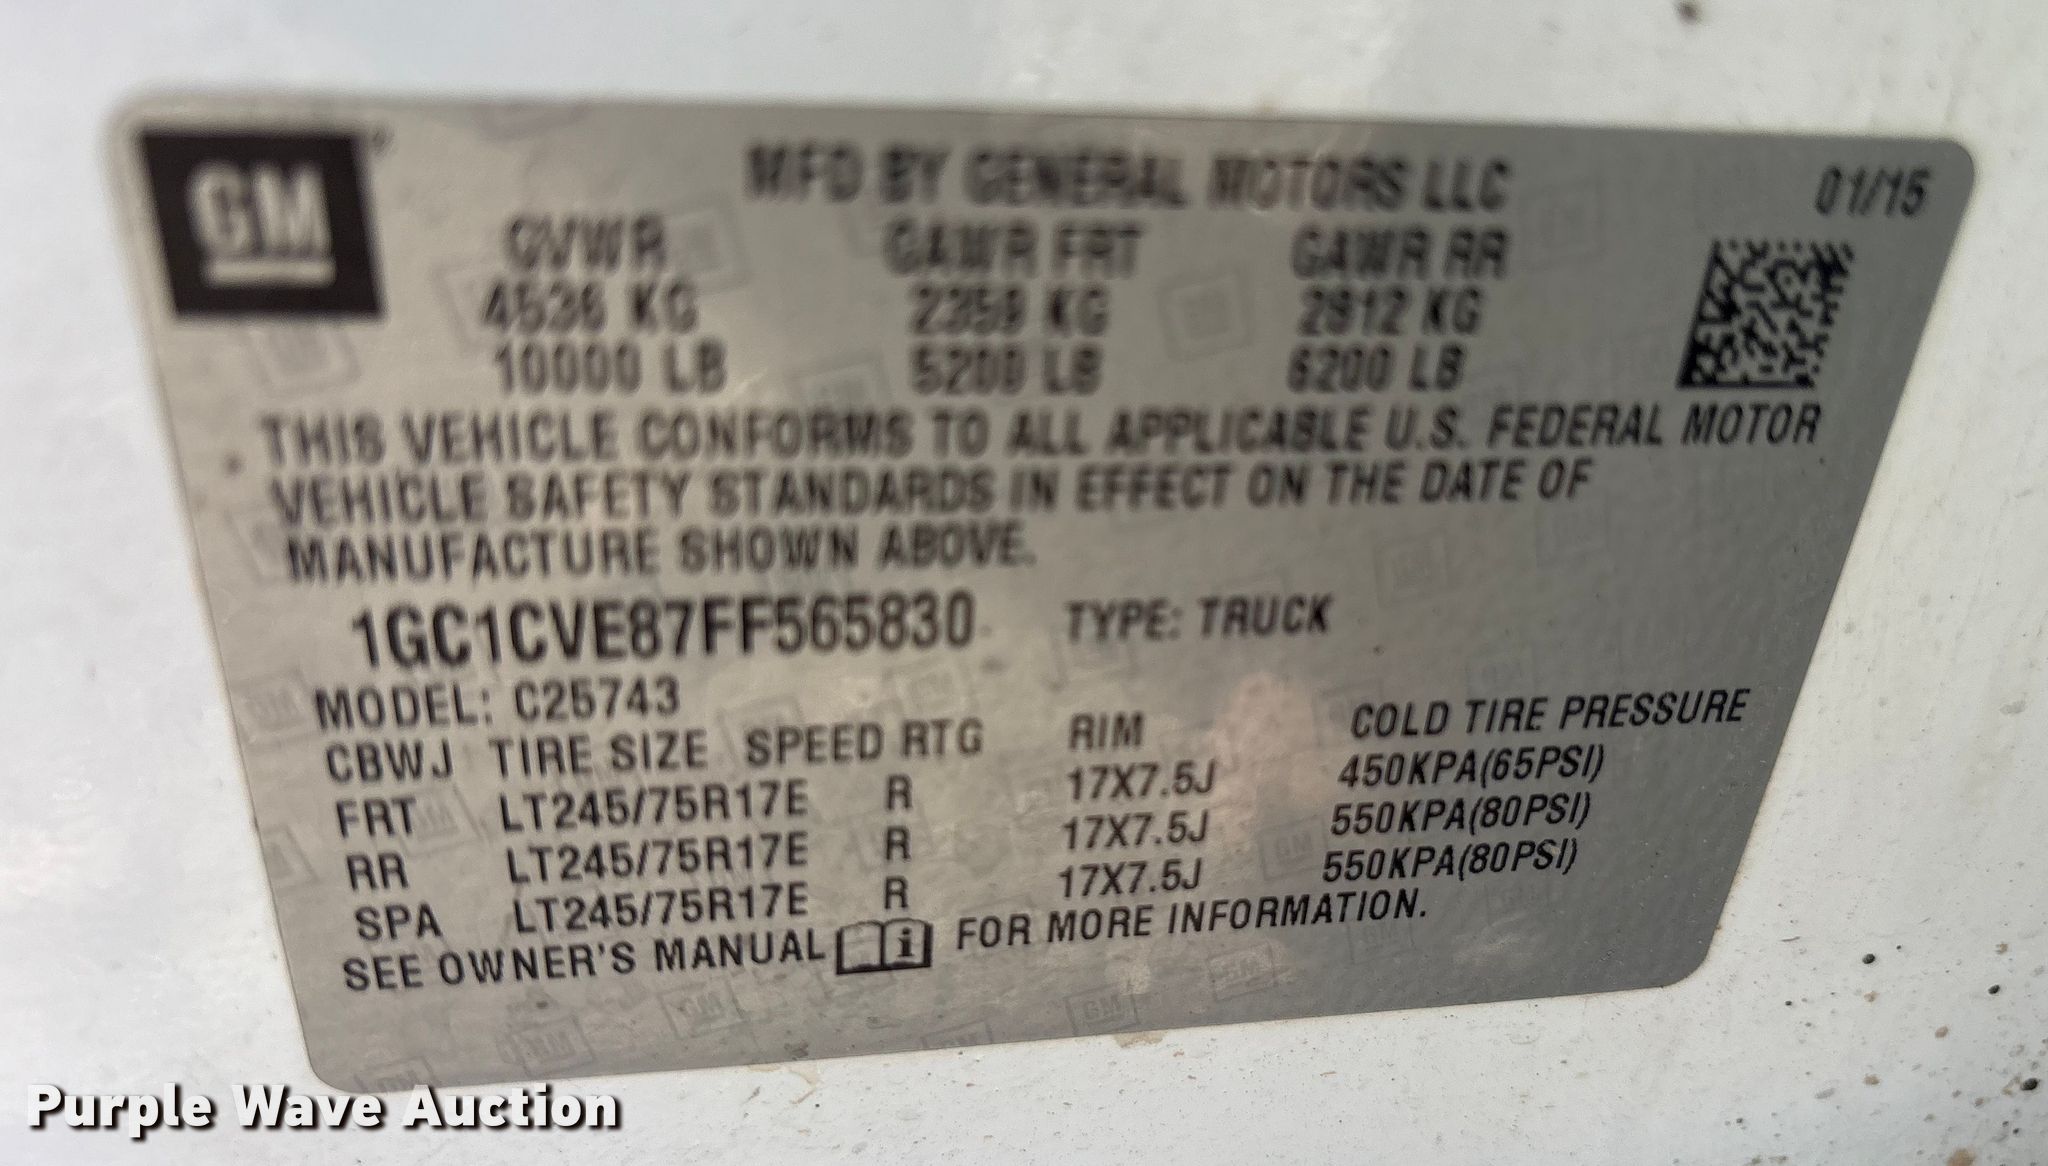 GM
MFD BY GENERAL MOTORS LLC 01/15
GVWR GAWR FRT GAWR RR
4536 KG 2359 KG 2812 KG
10000 LB 5200 LB 6200 LB
THIS VEHICLE CONFORMS TO ALL APPLICABLE U.S. FEDERAL MOTOR
VEHICLE SAFETY STANDARDS IN EFFECT ON THE DATE OF
MANUFACTURE SHOWN ABOVE.
1GC1CVE87FF565830 TYPE: TRUCK
MODEL: C25743
CBWJ TIRE SIZE SPEED RTG RIM COLD TIRE PRESSURE
FRT LT245/75R17E R 17X7.5J 450KPA(65PSI)
RR LT245/75R17E R 17X7.5J 550KPA(80PSI)
SPA LT245/75R17E R 17X7.5J 550KPA(80PSI)
SEE OWNER'S MANUAL i FOR MORE INFORMATION.
Purple Wave Auction